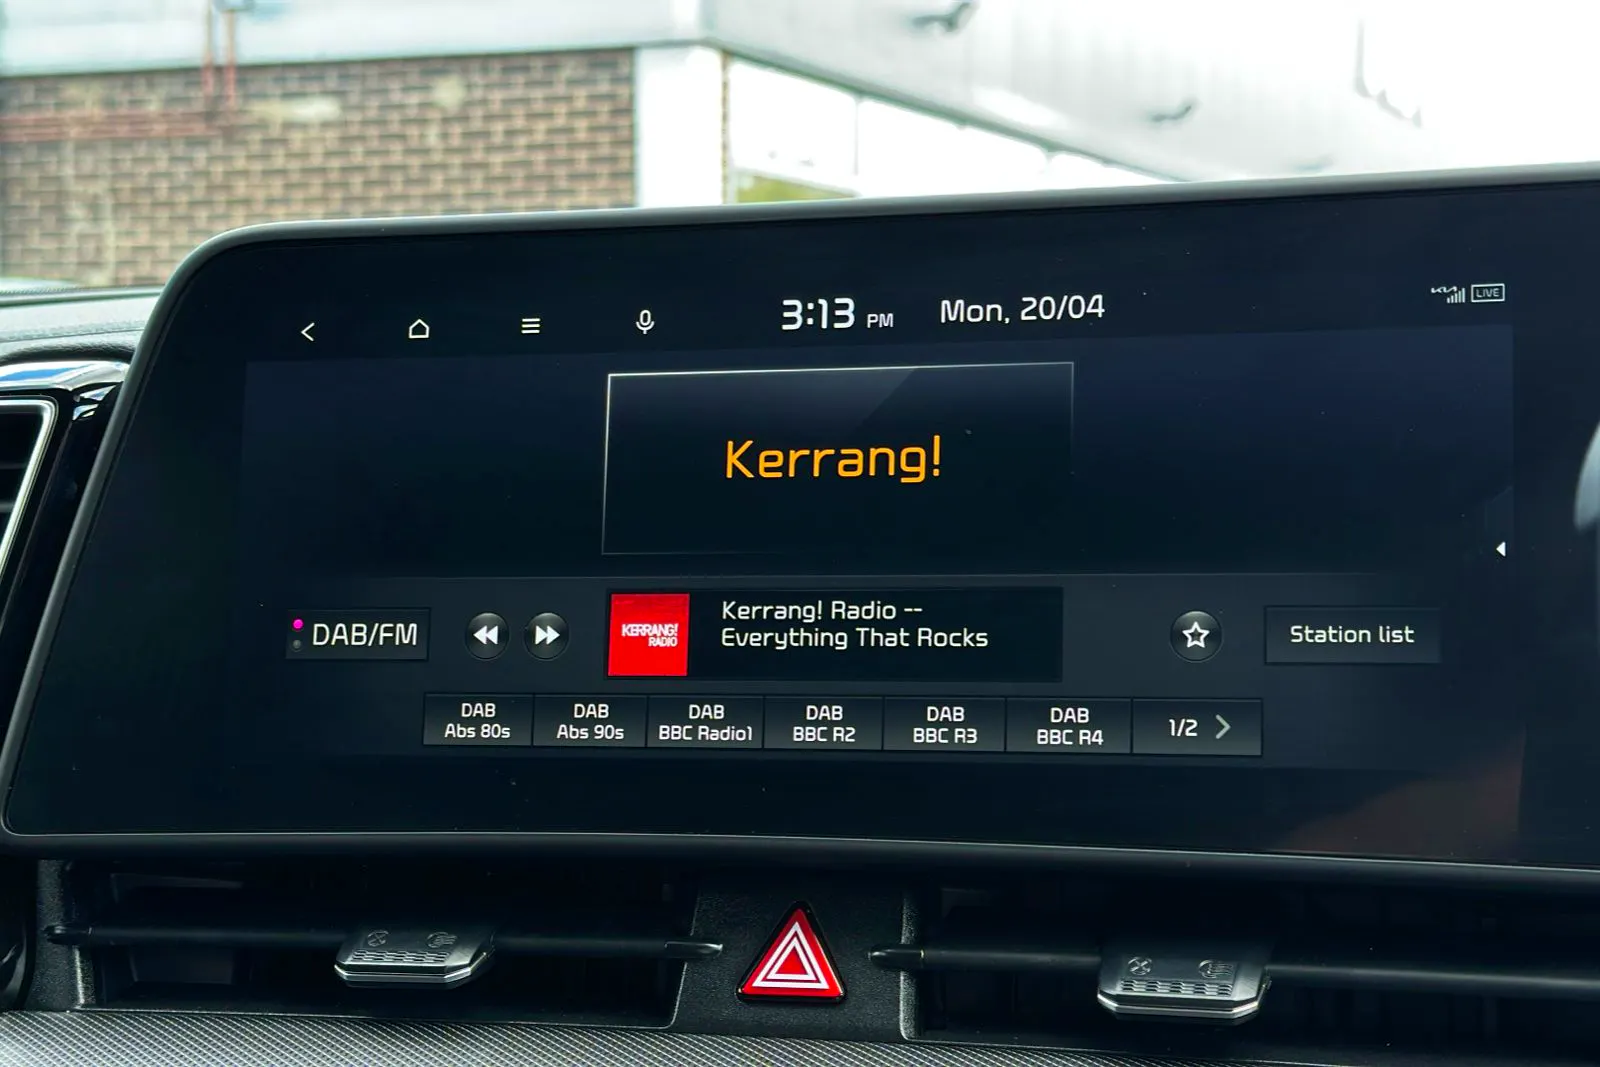 3:13 PM Mon, 20/04
KIA LIVE
Kerrang!
DAB/FM
KERRANG!
RADIO
Kerrang! Radio --
Everything That Rocks
Station list
DAB
Abs 80s
DAB
Abs 90s
DAB
BBC Radio1
DAB
BBC R2
DAB
BBC R3
DAB
BBC R4
1/2